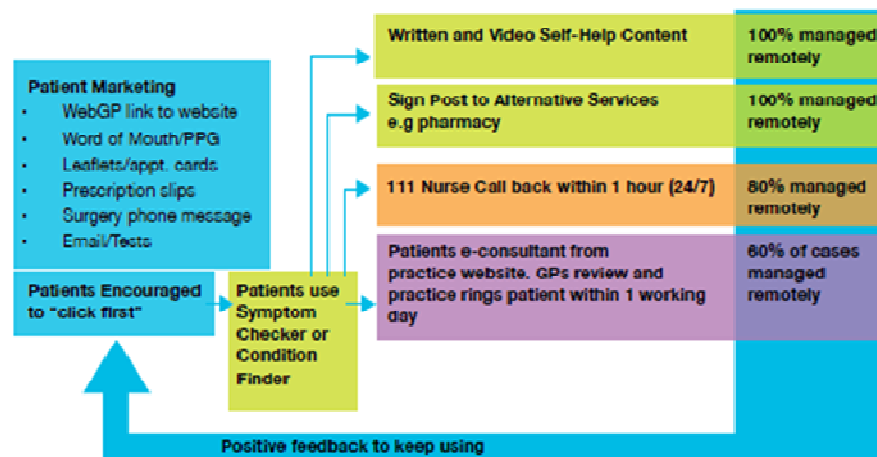 Patient Marketing
· WebGP link to website
· Word of Mouth/PPG
· Leaflets/appt. cards
· Prescription slips
· Surgery phone message
· Email/Tests
Patients Encouraged
to "click first"
Patients use
Symptom
Checker or
Condition
Finder
Written and Video Self-Help Content
100% managed
remotely
Sign Post to Alternative Services
e.g pharmacy
100% managed
remotely
111 Nurse Call back within 1 hour (24/7)
80% managed
remotely
Patients e-consultant from
practice website. GPs review and
practice rings patient within 1 working
day
60% of cases
managed
remotely
Positive feedback to keep using